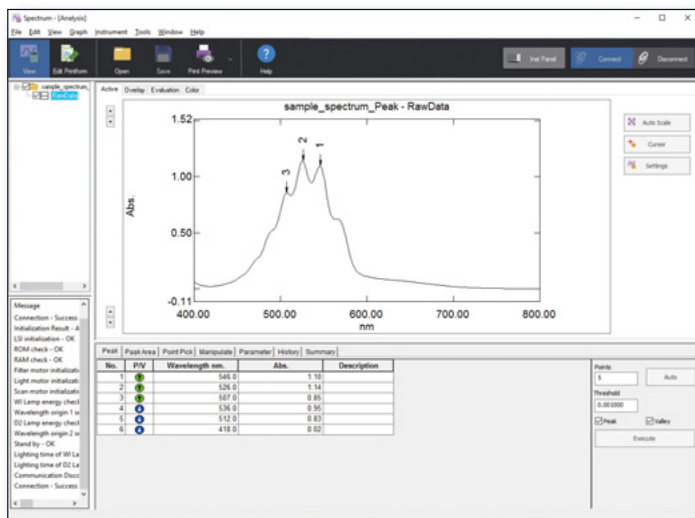 Spectrum - [Analysis]
File Edit View Graph Instrument Tools Window Help
View Edit Printform Open Save Print Preview Help Inst Panel Connect Disconnect
sample_spectrum_
RawData
Active Overlay Evaluation Color
sample_spectrum_Peak - RawData
1.52
1.00
0.50
-0.11
Abs.
3 2 1
400.00 500.00 600.00 700.00 800.00
nm
Auto Scale
Cursor
Settings
Message
Connection - Success
Initialization Result - A
LSI initialization - OK
ROM check - OK
RAM check - OK
Filter motor initializati
Light motor initializati
Scan motor initializatio
WI Lamp energy check
Wavelength origin 1 se
D2 Lamp energy check
Wavelength origin 2 se
Stand by - OK
Lighting time of WI La
Lighting time of D2 La
Communication Disco
Connection - Success
Peak Peak Area Point Pick Manipulate Parameter History Summary
No. P/V Wavelength nm. Abs. Description
1 546.0 1.10
2 526.0 1.14
3 507.0 0.85
4 536.0 0.95
5 512.0 0.83
6 418.0 0.02
Points
5
Auto
Threshold
0.001000
Peak Valley
Execute